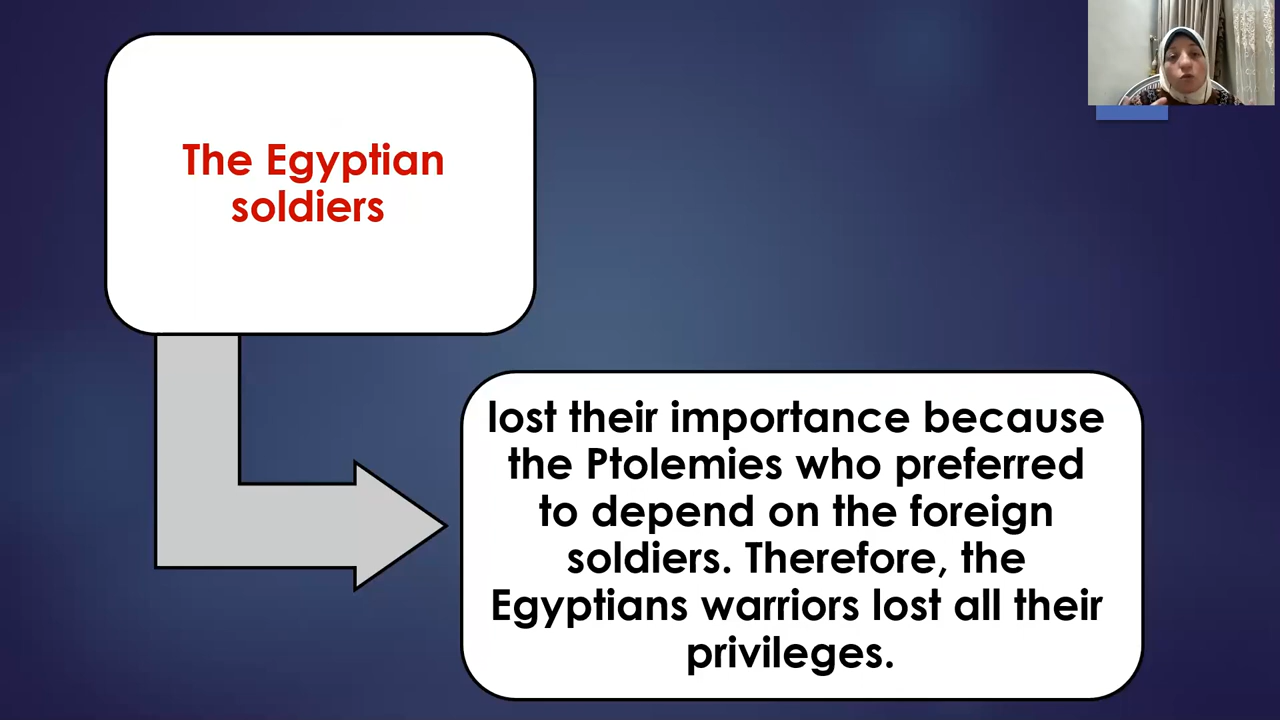 The Egyptian
soldiers
lost their importance because
the Ptolemies who preferred
to depend on the foreign
soldiers. Therefore, the
Egyptians warriors lost all their
privileges.